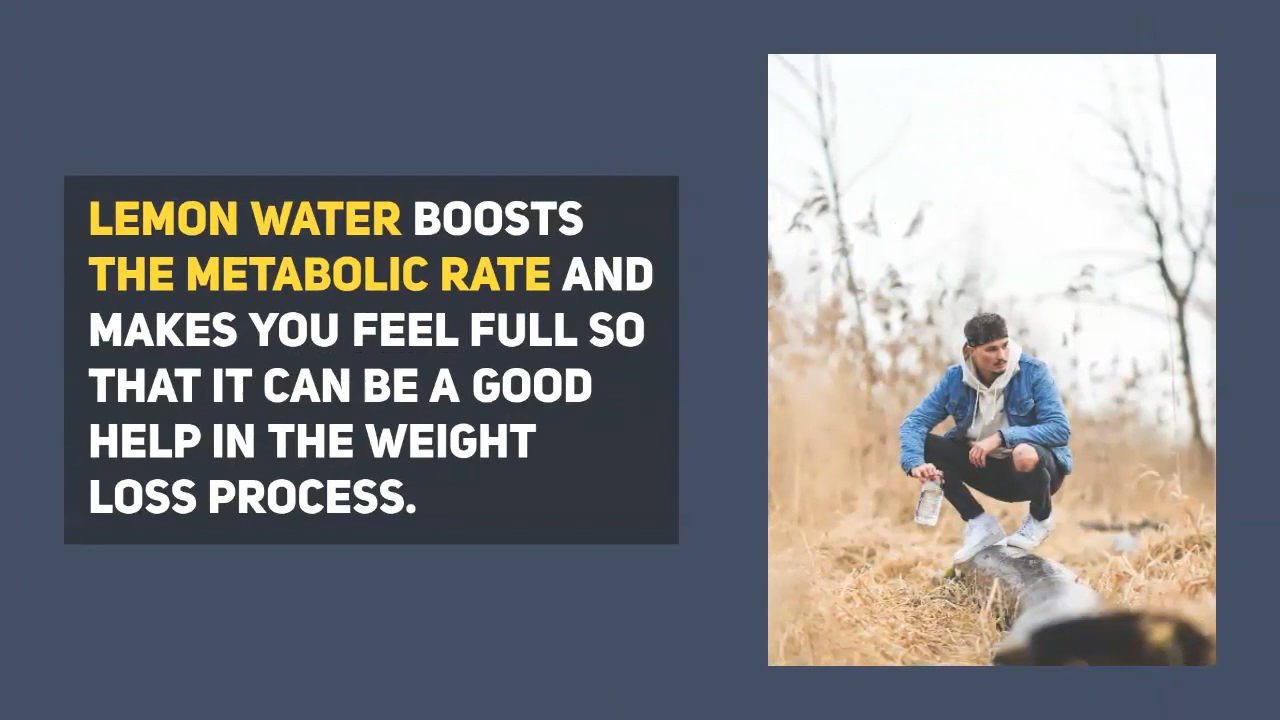 LEMON WATER BOOSTS
THE METABOLIC RATE AND
MAKES YOU FEEL FULL SO
THAT IT CAN BE A GOOD
HELP IN THE WEIGHT
LOSS PROCESS.